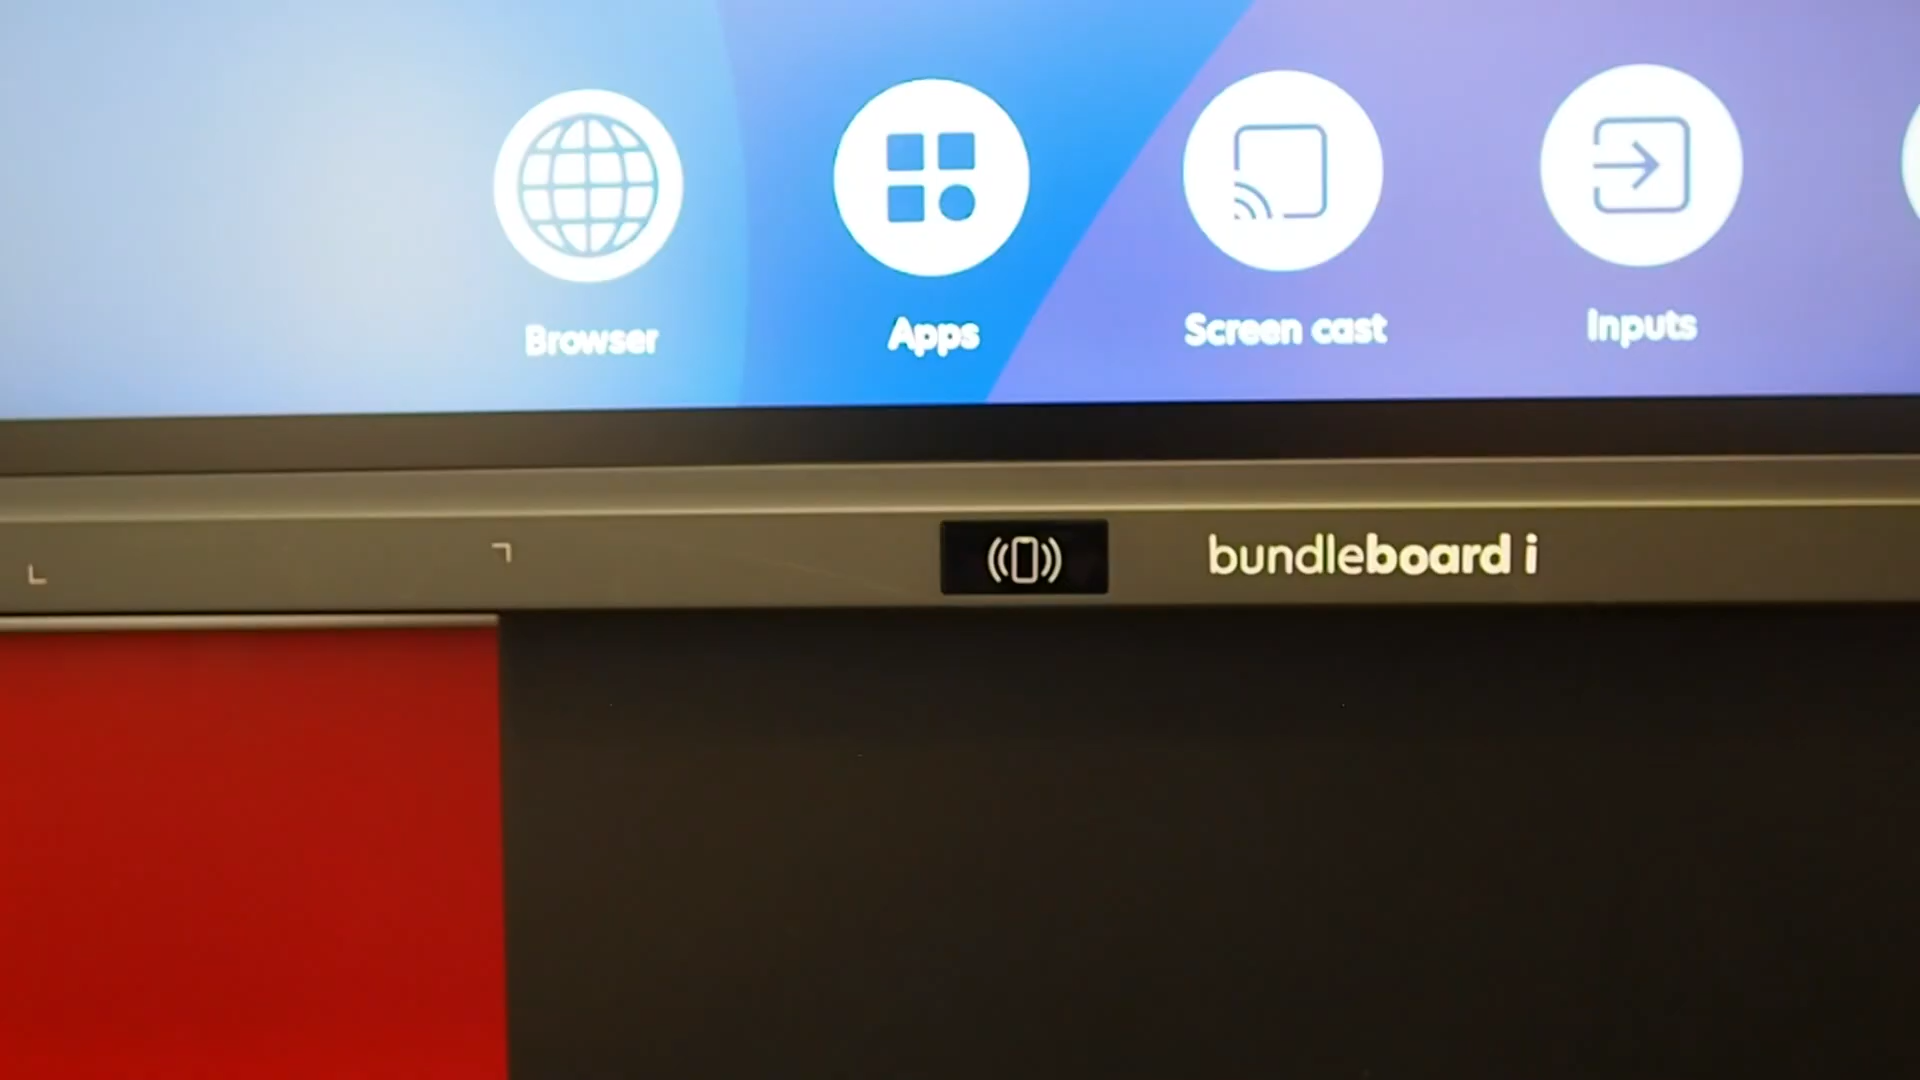 Browser
Apps
Screen cast
Inputs
bundleboard i